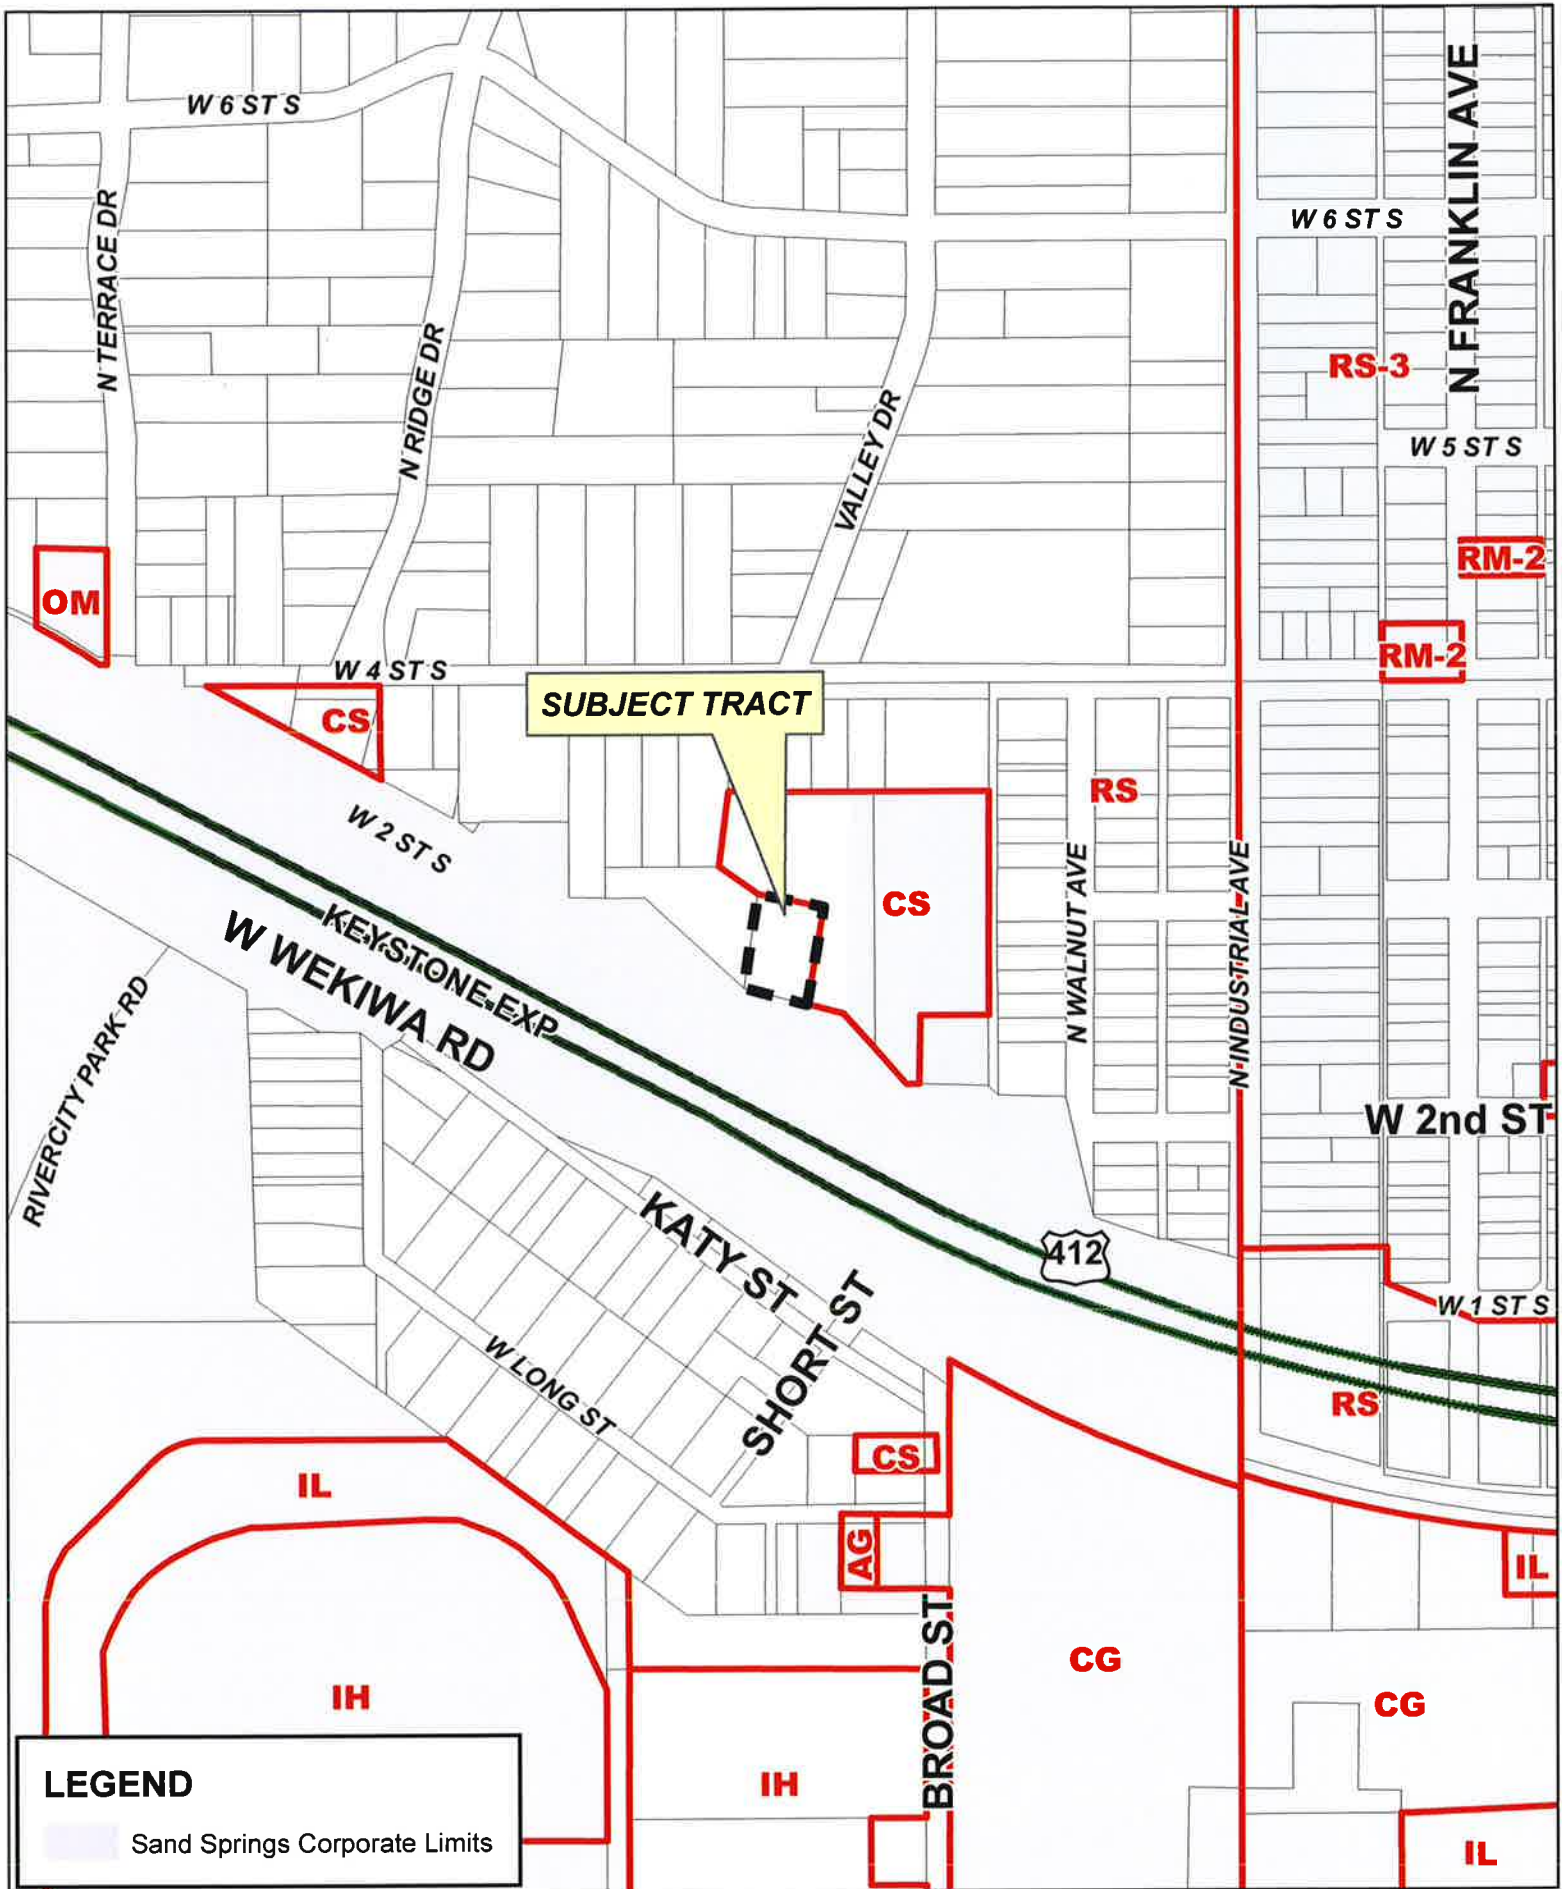 W 6 ST S
N FRANKLIN AVE
W 6 ST S
N TERRACE DR
N RIDGE DR
RS-3
VALLEY DR
W 5 ST S
RM-2
OM
RM-2
W 4 ST S
CS
SUBJECT TRACT
RS
W 2 ST S
CS
N WALNUT AVE
N INDUSTRIAL AVE
KEYSTONE EXP
W WEKIWA RD
RIVERCITY PARK RD
W 2nd ST
KATY ST
412
SHORT ST
W 1 ST S
W LONG ST
RS
CS
IL
AG
IL
BROAD ST
CG
IH
CG
IH
IL
LEGEND
Sand Springs Corporate Limits